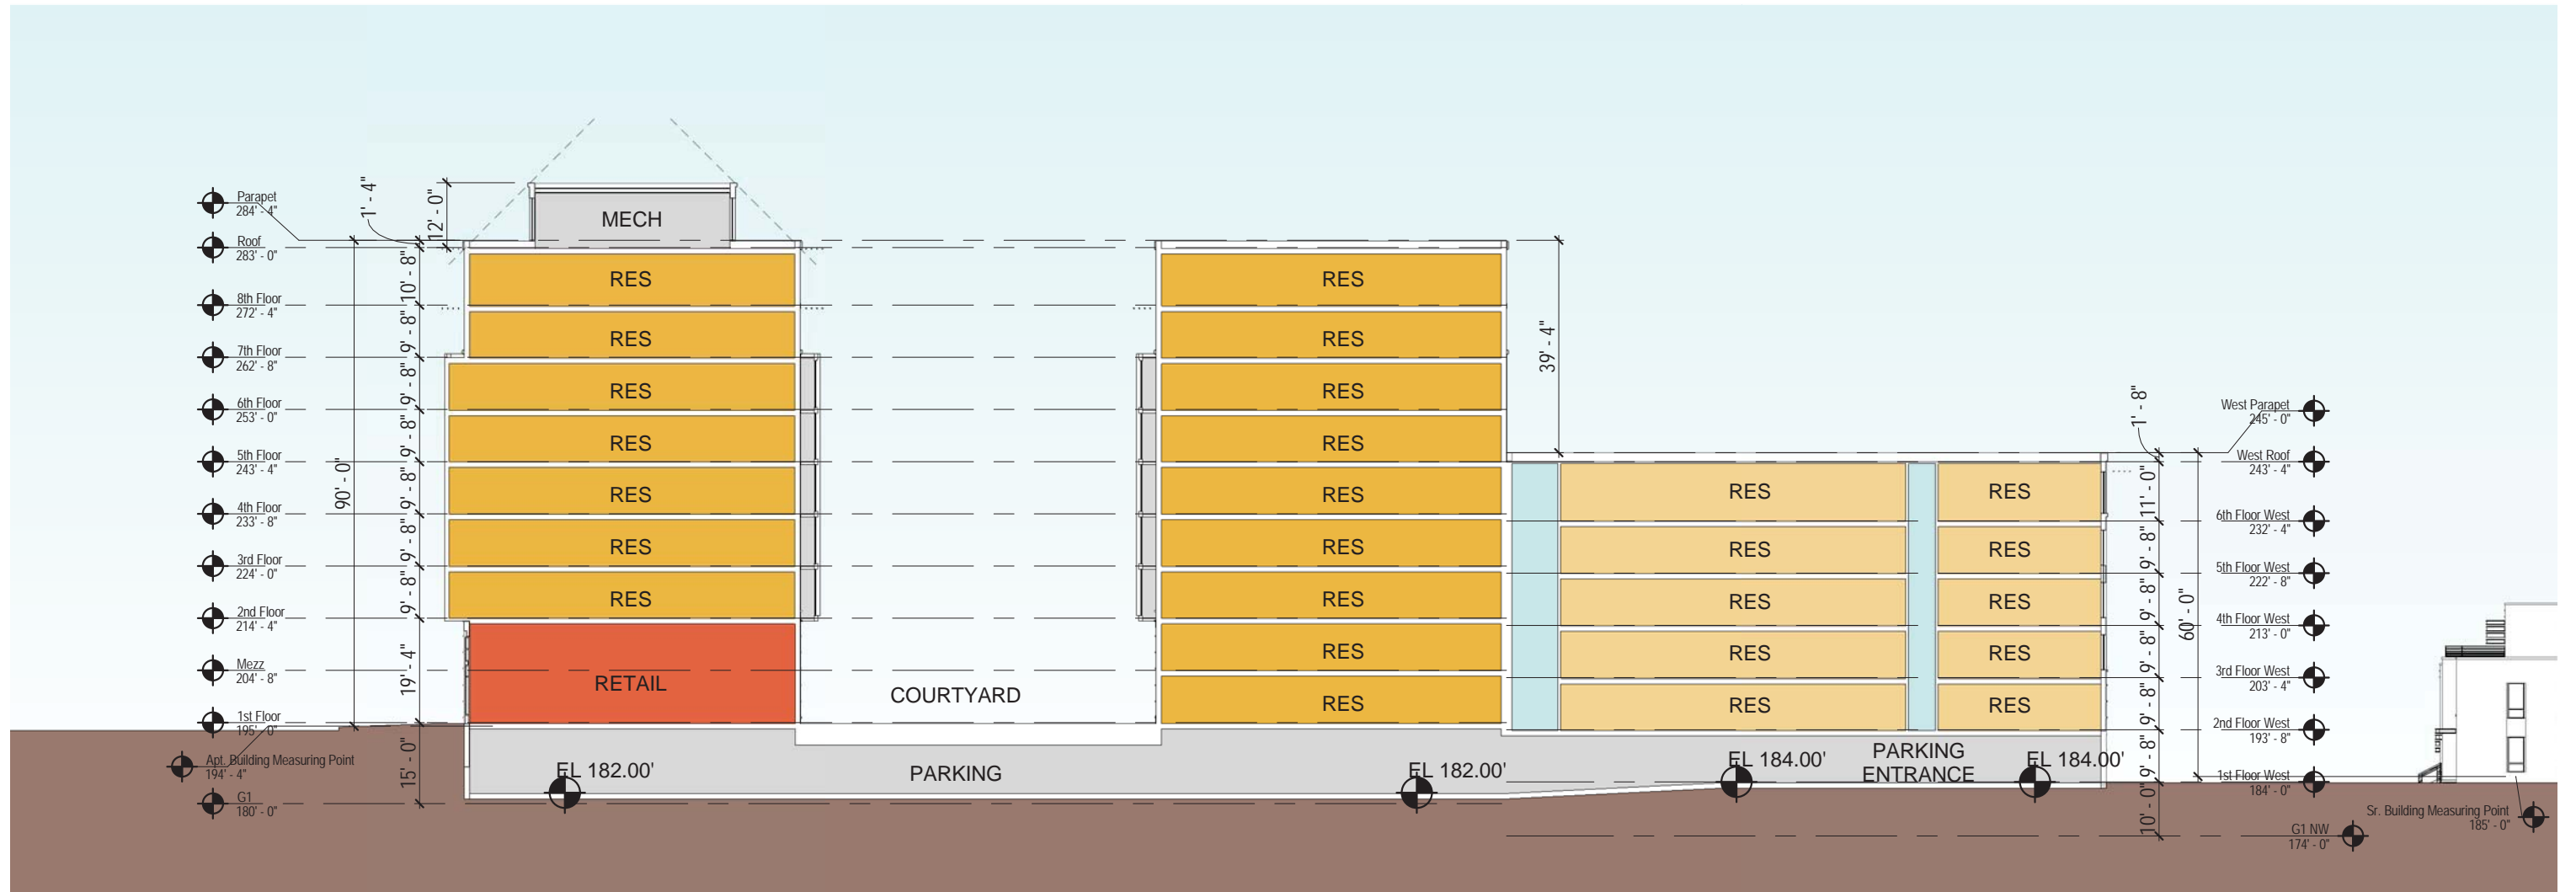 Parapet
284' - 4"
Roof
283' - 0"
8th Floor
272' - 4"
7th Floor
262' - 8"
6th Floor
253' - 0"
5th Floor
243' - 4"
4th Floor
233' - 8"
3rd Floor
224' - 0"
2nd Floor
214' - 4"
Mezz
204' - 8"
1st Floor
195' - 0"
Apt. Building Measuring Point
194' - 4"
G1
180' - 0"
90' - 0"
1' - 4"
12' - 0"
10' - 8"
9' - 8"
9' - 8"
9' - 8"
9' - 8"
9' - 8"
9' - 8"
19' - 4"
15' - 0"
MECH
RES
RES
RES
RES
RES
RES
RES
RETAIL
COURTYARD
PARKING
EL 182.00'
RES
RES
RES
RES
RES
RES
RES
RES
RES
EL 182.00'
39' - 4"
RES
RES
RES
RES
RES
RES
RES
RES
RES
RES
EL 184.00'
PARKING
ENTRANCE
EL 184.00'
1' - 8"
11' - 0"
9' - 8"
9' - 8"
9' - 8"
9' - 8"
9' - 8"
10' - 0"
60' - 0"
West Parapet
245' - 0"
West Roof
243' - 4"
6th Floor West
232' - 4"
5th Floor West
222' - 8"
4th Floor West
213' - 0"
3rd Floor West
203' - 4"
2nd Floor West
193' - 8"
1st Floor West
184' - 0"
G1 NW
174' - 0"
Sr. Building Measuring Point
185' - 0"